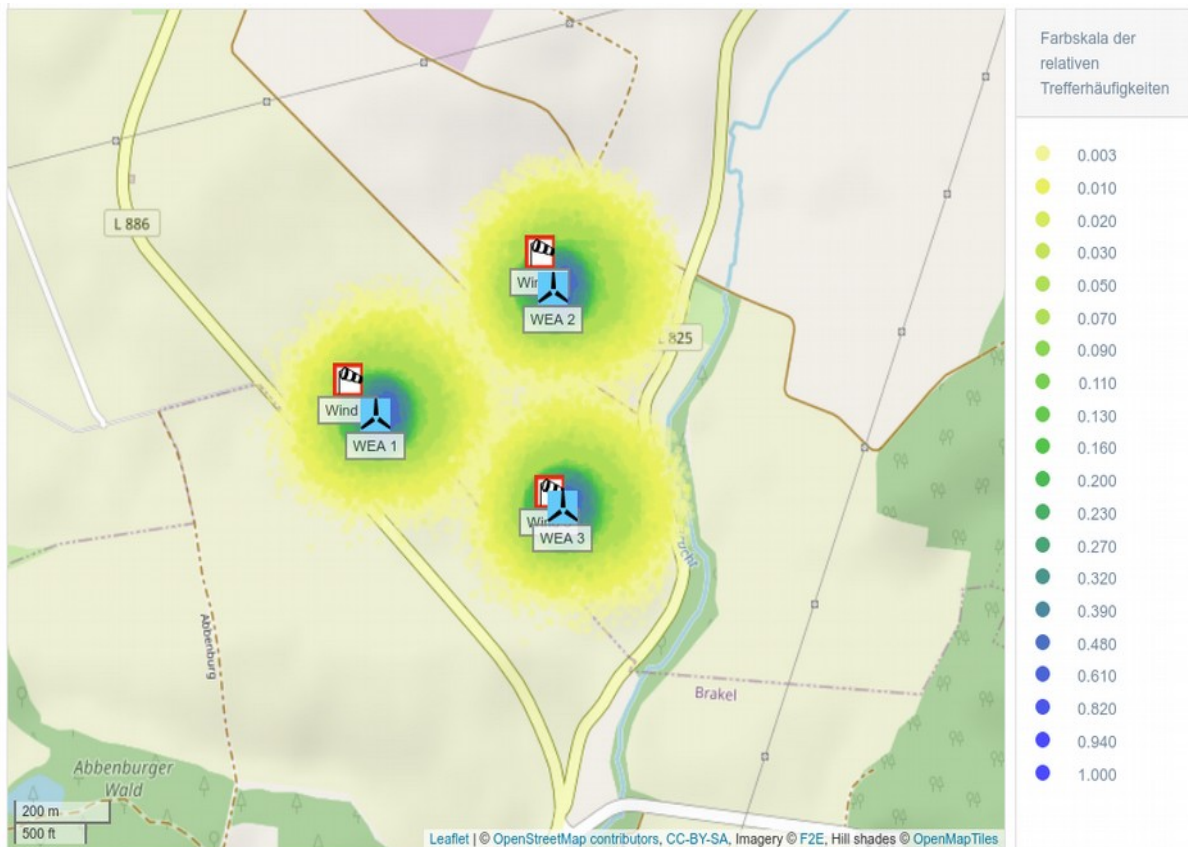 Farbskala der
relativen
Trefferhäufigkeiten
0.003
0.010
0.020
0.030
0.050
0.070
0.090
0.110
0.130
0.160
0.200
0.230
0.270
0.320
0.390
0.480
0.610
0.820
0.940
1.000
L 886
Win
WEA 2
825
Wind
WEA 1
Win
WEA 3
Abbenburg
Brakel
Abbenburger
Wald
200 m
500 ft
Leaflet | © OpenStreetMap contributors, CC-BY-SA, Imagery © F2E, Hill shades © OpenMapTiles